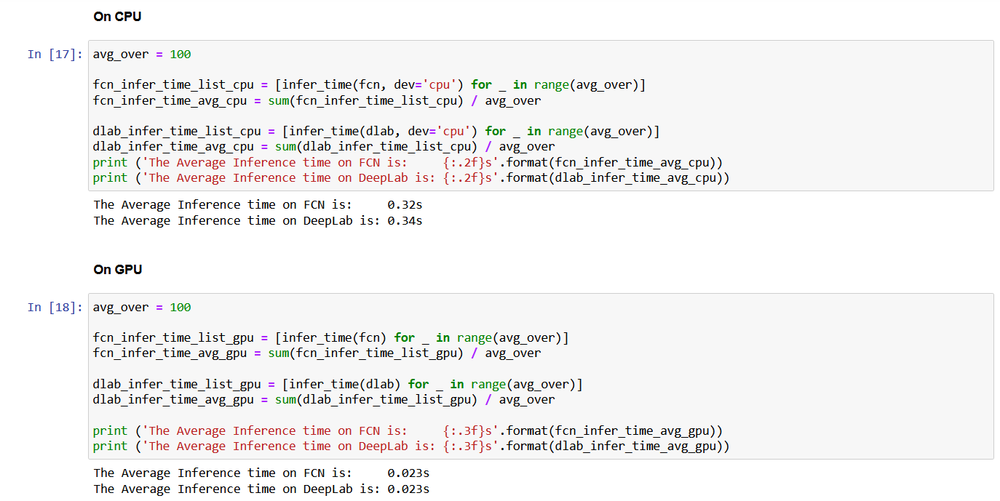 On CPU
In [17]: avg_over = 100
fcn_infer_time_list_cpu = [infer_time(fcn, dev='cpu') for _ in range(avg_over)]
fcn_infer_time_avg_cpu = sum(fcn_infer_time_list_cpu) / avg_over
dlab_infer_time_list_cpu = [infer_time(dlab, dev='cpu') for _ in range(avg_over)]
dlab_infer_time_avg_cpu = sum(dlab_infer_time_list_cpu) / avg_over
print ('The Average Inference time on FCN is:     {:.2f}s'.format(fcn_infer_time_avg_cpu))
print ('The Average Inference time on DeepLab is: {:.2f}s'.format(dlab_infer_time_avg_cpu))
The Average Inference time on FCN is:     0.32s
The Average Inference time on DeepLab is: 0.34s
On GPU
In [18]: avg_over = 100
fcn_infer_time_list_gpu = [infer_time(fcn) for _ in range(avg_over)]
fcn_infer_time_avg_gpu = sum(fcn_infer_time_list_gpu) / avg_over
dlab_infer_time_list_gpu = [infer_time(dlab) for _ in range(avg_over)]
dlab_infer_time_avg_gpu = sum(dlab_infer_time_list_gpu) / avg_over
print ('The Average Inference time on FCN is:     {:.3f}s'.format(fcn_infer_time_avg_gpu))
print ('The Average Inference time on DeepLab is: {:.3f}s'.format(dlab_infer_time_avg_gpu))
The Average Inference time on FCN is:     0.023s
The Average Inference time on DeepLab is: 0.023s